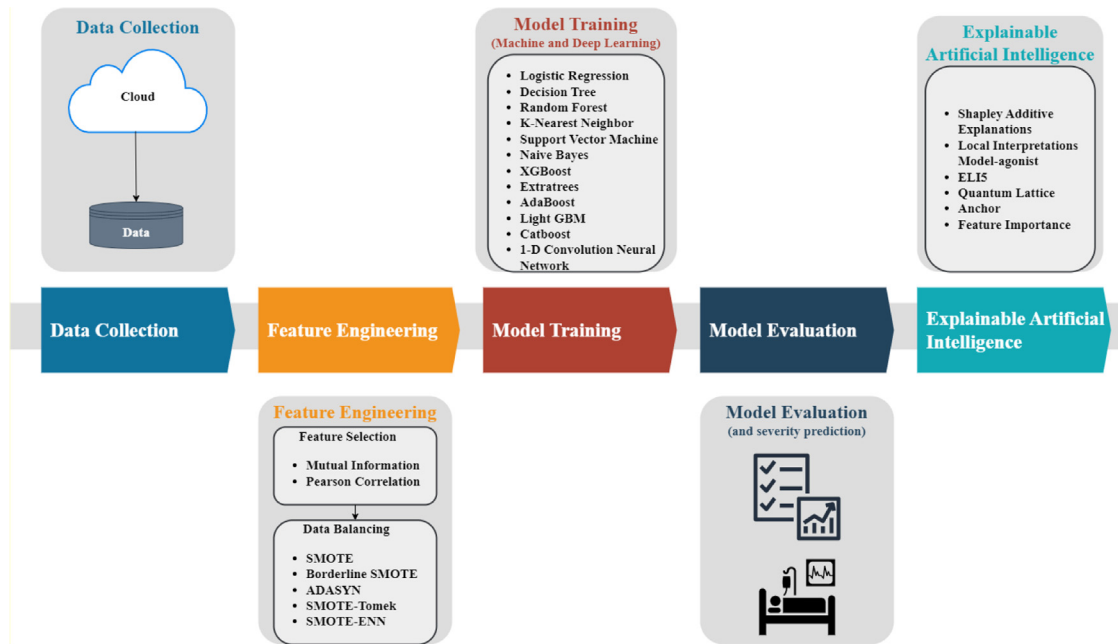 Data Collection
Cloud
Data
Model Training
(Machine and Deep Learning)
Logistic Regression
Decision Tree
Random Forest
K-Nearest Neighbor
Support Vector Machine
Naive Bayes
XGBoost
Extratrees
AdaBoost
Light GBM
Catboost
1-D Convolution Neural
Network
Explainable
Artificial Intelligence
Shapley Additive
Explanations
Local Interpretations
Model-agonist
ELI5
Quantum Lattice
Anchor
Feature Importance
Data Collection
Feature Engineering
Model Training
Model Evaluation
Explainable Artificial
Intelligence
Feature Engineering
Feature Selection
Mutual Information
Pearson Correlation
Data Balancing
SMOTE
Borderline SMOTE
ADASYN
SMOTE-Tomek
SMOTE-ENN
Model Evaluation
(and severity prediction)